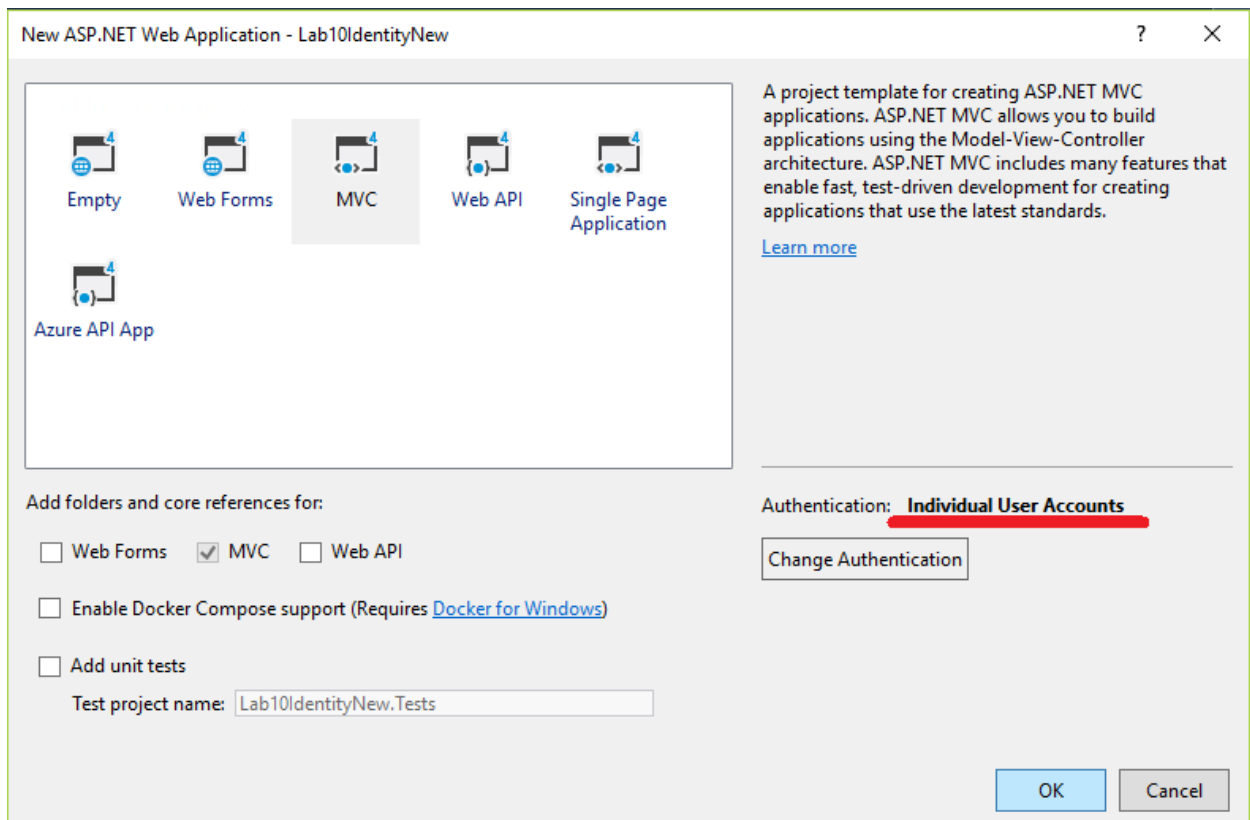 New ASP.NET Web Application - Lab10IdentityNew
?
4
4
4
4
4
Empty
Web Forms
MVC
Web API
Single Page
Application
4
Azure API App
A project template for creating ASP.NET MVC
applications. ASP.NET MVC allows you to build
applications using the Model-View-Controller
architecture. ASP.NET MVC includes many features that
enable fast, test-driven development for creating
applications that use the latest standards.
Learn more
Add folders and core references for:
Web Forms
MVC
Web API
Enable Docker Compose support (Requires Docker for Windows)
Add unit tests
Test project name: Lab10IdentityNew.Tests
Authentication: Individual User Accounts
Change Authentication
OK
Cancel